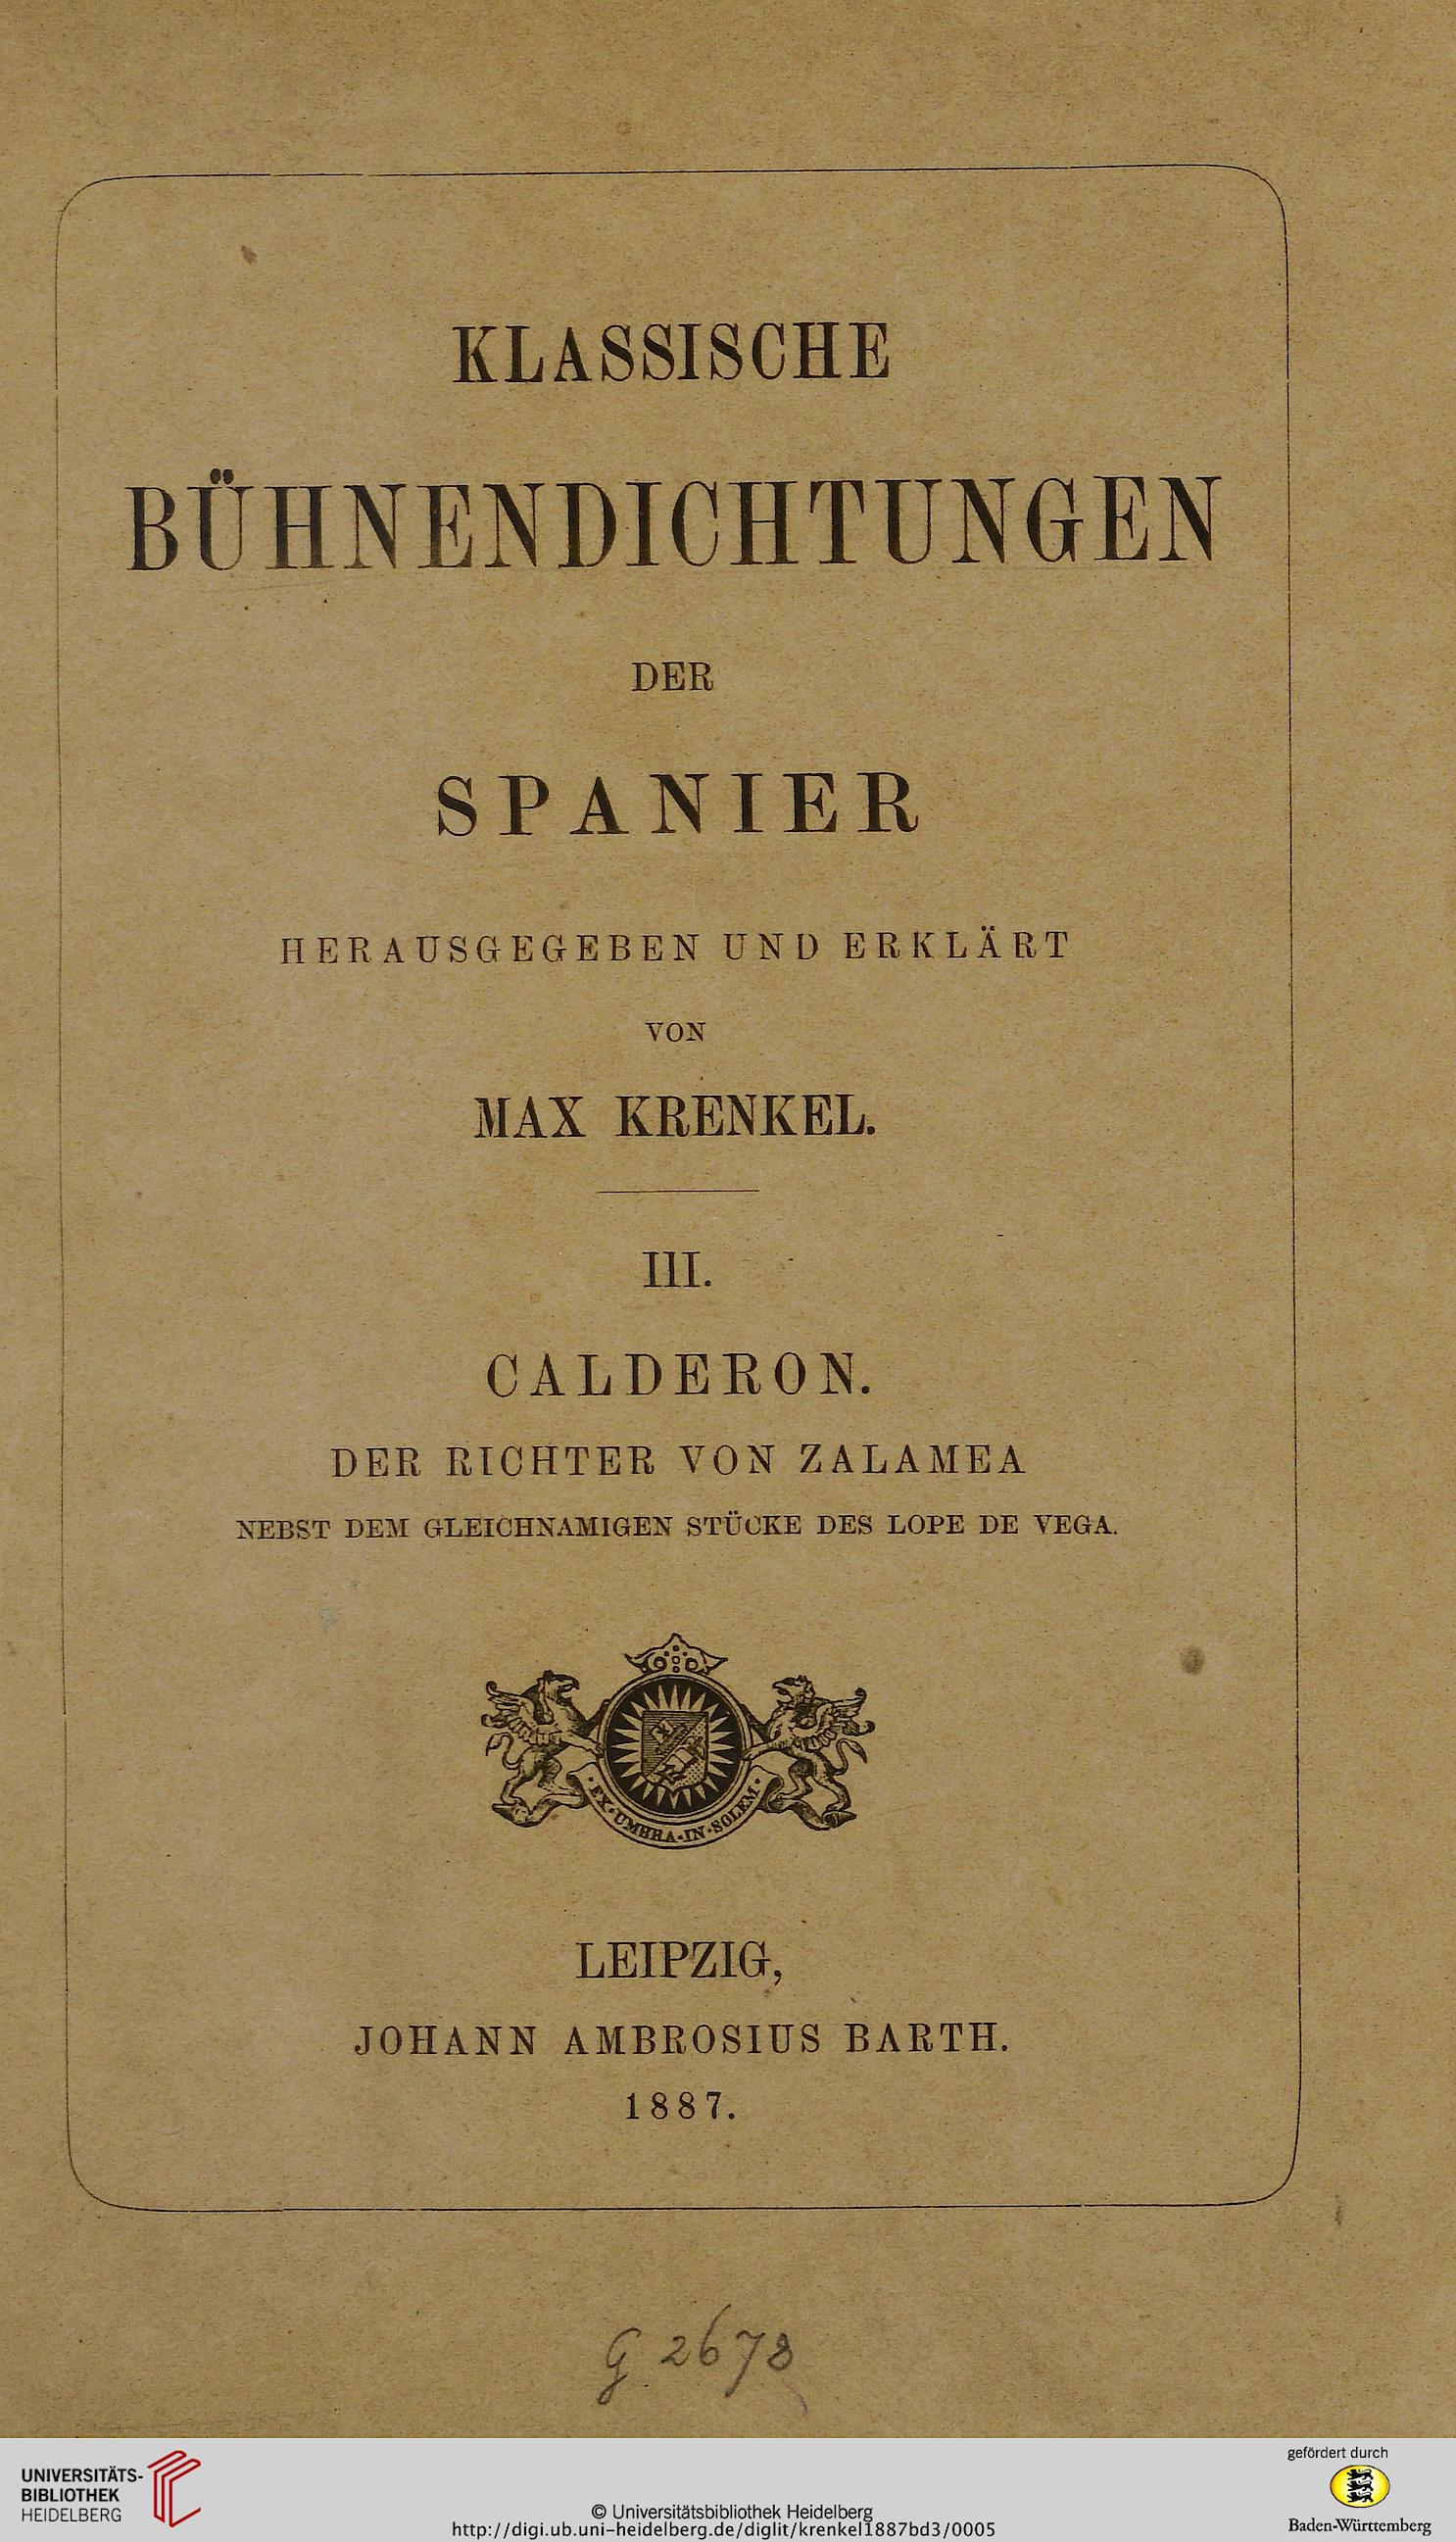 KLASSISCHE
BÜHNENDICHTUNGEN
DER
SPANIER
HERAUSGEGEBEN UND ERKLÄRT
VON
MAX KRENKEL.
III.
CALDERON.
DER RICHTER VON ZALAMEA
NEBST DEM GLEICHNAMIGEN STÜCKE DES LOPE DE VEGA.
·EX·UMBRA·IN·SOLEM·
LEIPZIG,
JOHANN AMBROSIUS BARTH.
1887.
G 2678
UNIVERSITÄTS-
BIBLIOTHEK
HEIDELBERG
© Universitätsbibliothek Heidelberg
http://digi.ub.uni-heidelberg.de/diglit/krenkel1887bd3/0005
gefördert durch
Baden-Württemberg